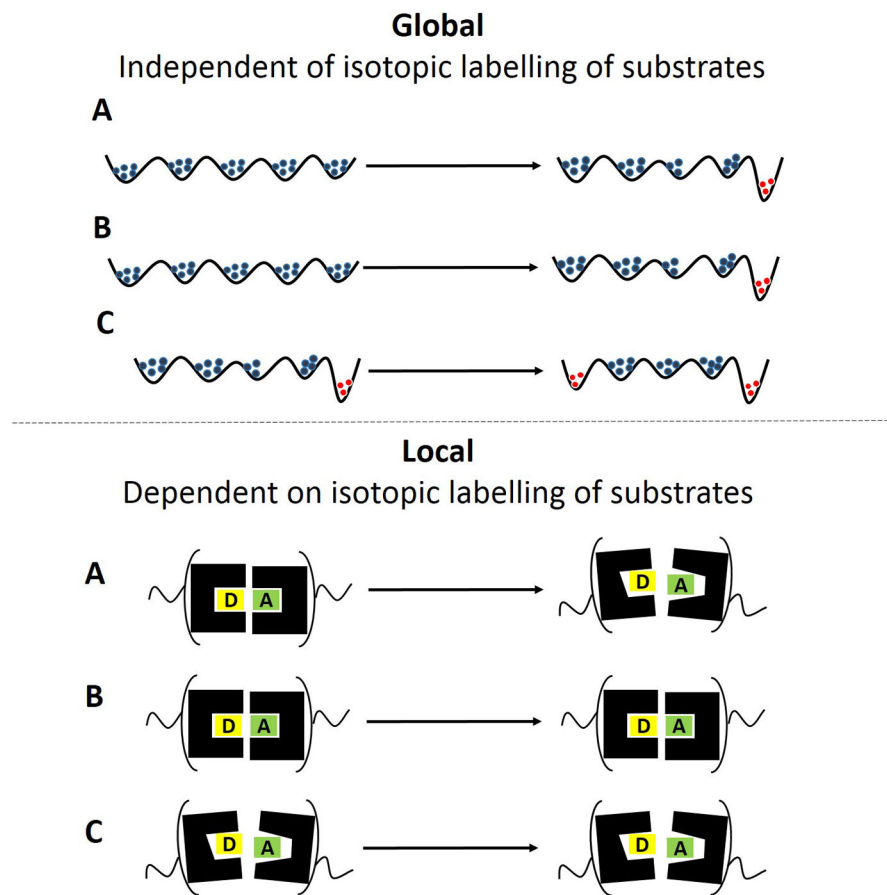 Global
Independent of isotopic labelling of substrates
A
B
C
Local
Dependent on isotopic labelling of substrates
A
D A
D A
B
D A
D A
C
D A
D A